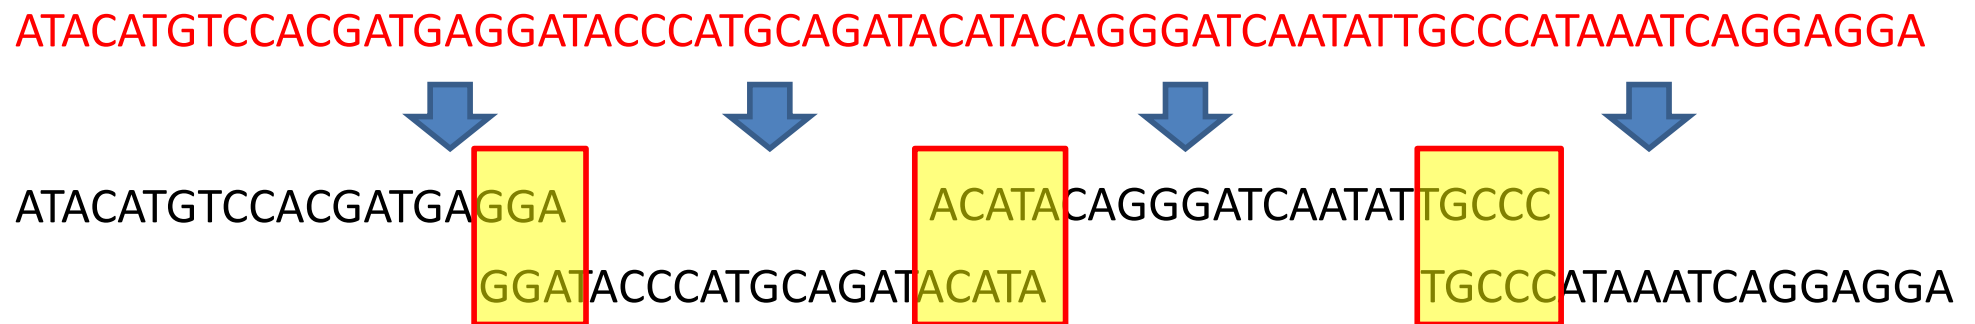 ATACATGTCCACGATGAGGATACCCATGCAGATACATACAGGGATCAATATTGCCCATAAATCAGGAGGA
ATACATGTCCACGATGAGGA ACATACAGGGATCAATATTGCCC
GGATACCCATGCAGATACATA TGCCCATAAATCAGGAGGA